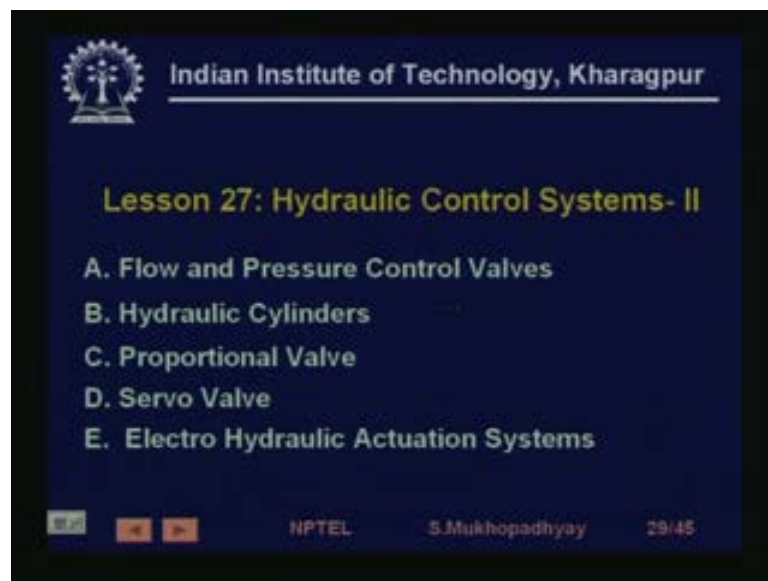 Indian Institute of Technology, Kharagpur
Lesson 27: Hydraulic Control Systems- II
A. Flow and Pressure Control Valves
B. Hydraulic Cylinders
C. Proportional Valve
D. Servo Valve
E. Electro Hydraulic Actuation Systems
NPTEL S.Mukhopadhyay 29/45